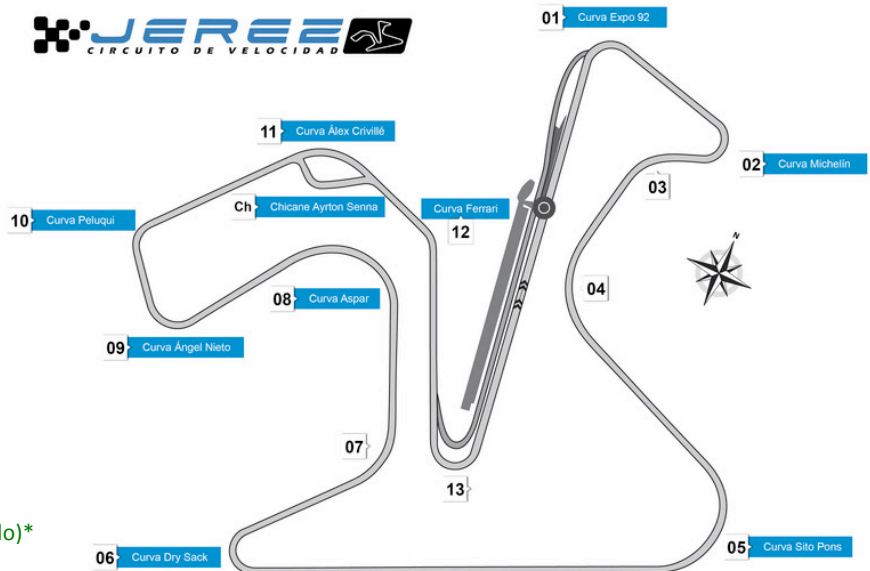 JEREZ
CIRCUITO DE VELOCIDAD
01 Curva Expo 92
11 Curva Álex Crivillé
02 Curva Michelín
03
Ch Chicane Ayrton Senna
Curva Ferrari
12
10 Curva Peluqui
N
04
08 Curva Aspar
09 Curva Ángel Nieto
07
13
lo)*
06 Curva Dry Sack
05 Curva Sito Pons